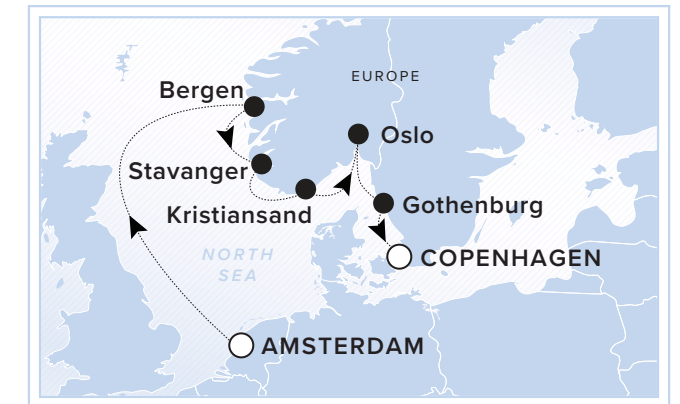 EUROPE
Bergen
Oslo
Stavanger
Kristiansand
Gothenburg
NORTH
SEA
COPENHAGEN
AMSTERDAM